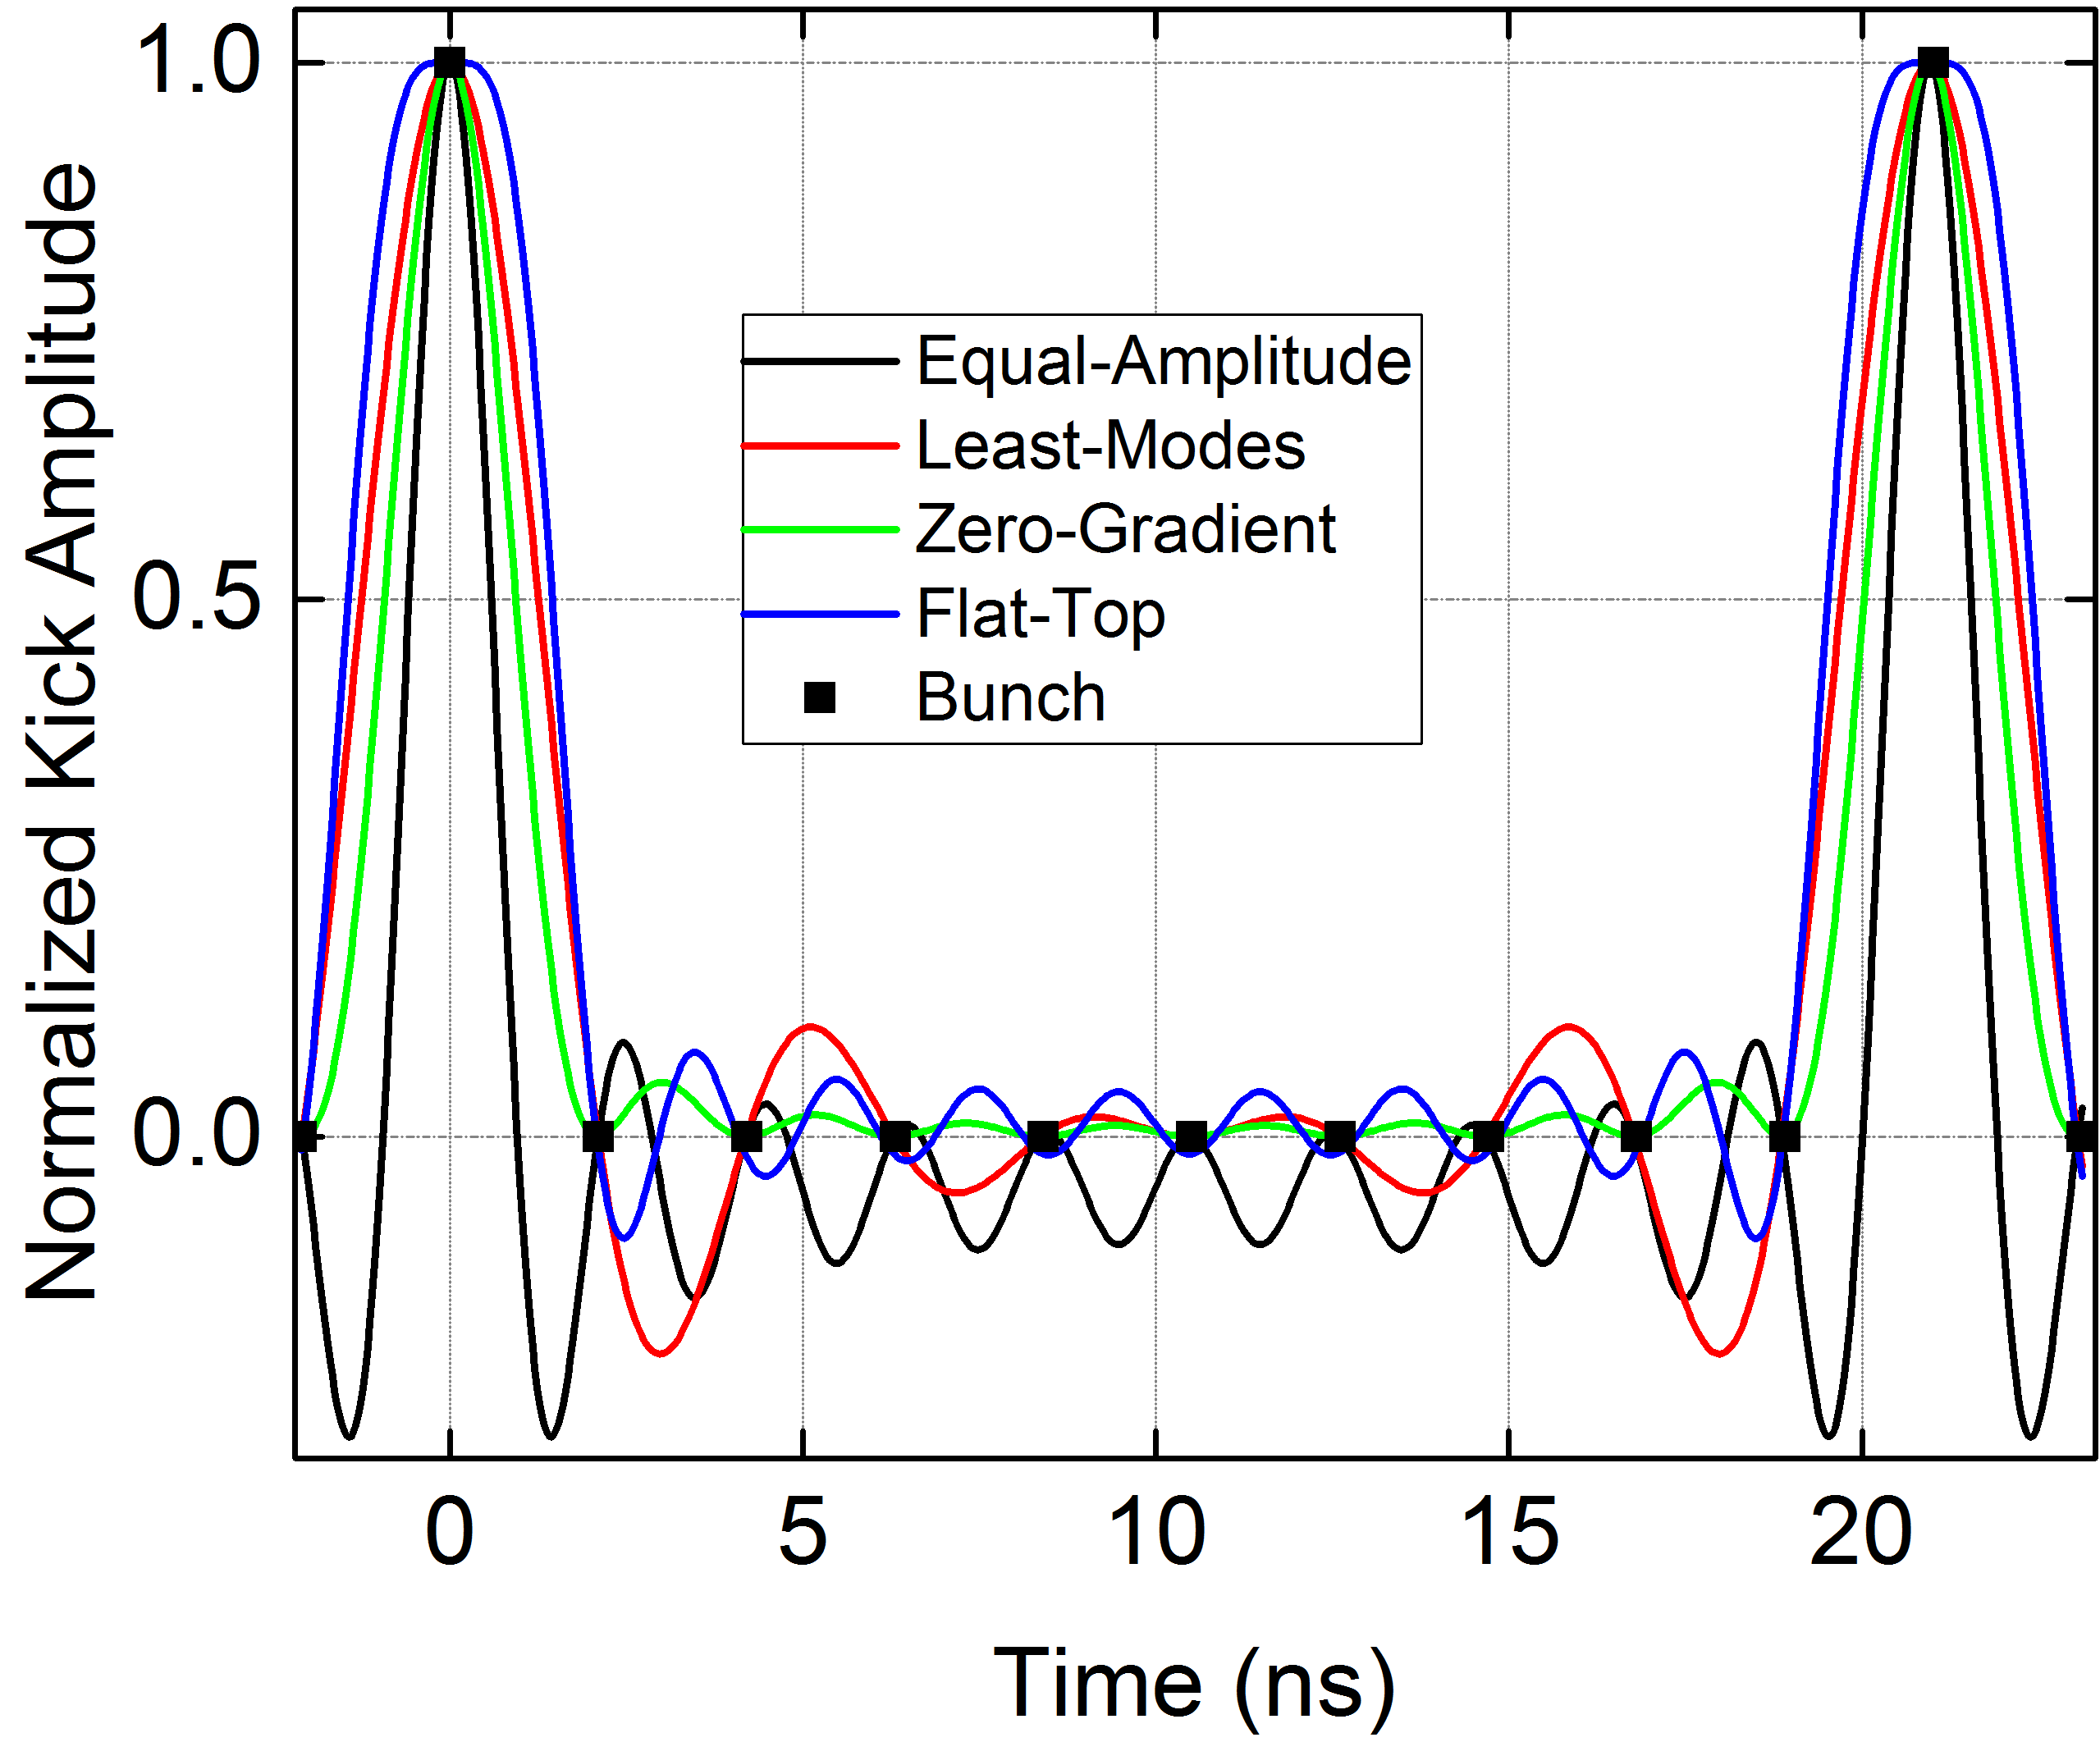 Normalized Kick Amplitude
1.0
0.5
0.0
Equal-Amplitude
Least-Modes
Zero-Gradient
Flat-Top
Bunch
0 5 10 15 20
Time (ns)